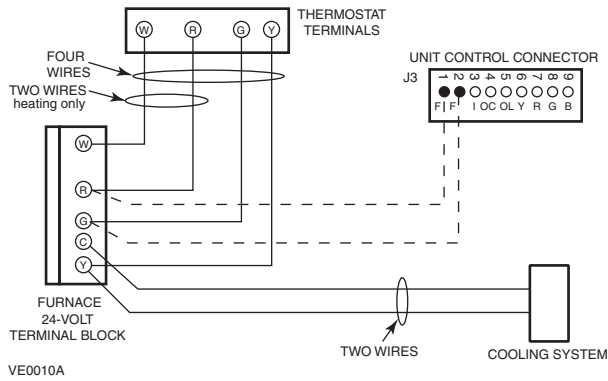 THERMOSTAT
TERMINALS
W R G Y
FOUR
WIRES
TWO WIRES
heating only
UNIT CONTROL CONNECTOR
J3
1 2 3 4 5 6 7 8 9
F F I OC OL Y R G B
W
R
G
C
Y
FURNACE
24-VOLT
TERMINAL BLOCK
TWO WIRES
COOLING SYSTEM
VE0010A